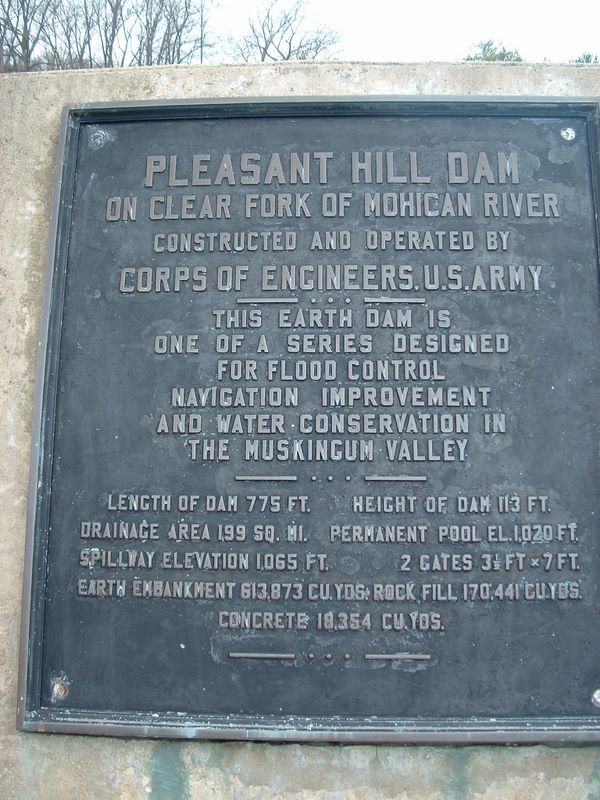 PLEASANT HILL DAM
ON CLEAR FORK OF MOHICAN RIVER
CONSTRUCTED AND OPERATED BY
CORPS OF ENGINEERS, U.S. ARMY
THIS EARTH DAM IS
ONE OF A SERIES DESIGNED
FOR FLOOD CONTROL
NAVIGATION IMPROVEMENT
AND WATER CONSERVATION IN
THE MUSKINGUM VALLEY
LENGTH OF DAM 775 FT. HEIGHT OF DAM 113 FT.
DRAINAGE AREA 199 SQ. MI. PERMANENT POOL EL. 1,020 FT.
SPILLWAY ELEVATION 1,065 FT. 2 GATES 3½ FT × 7 FT.
EARTH EMBANKMENT 613,873 CU. YDS. ROCK FILL 170,441 CU. YDS.
CONCRETE 18,354 CU. YDS.